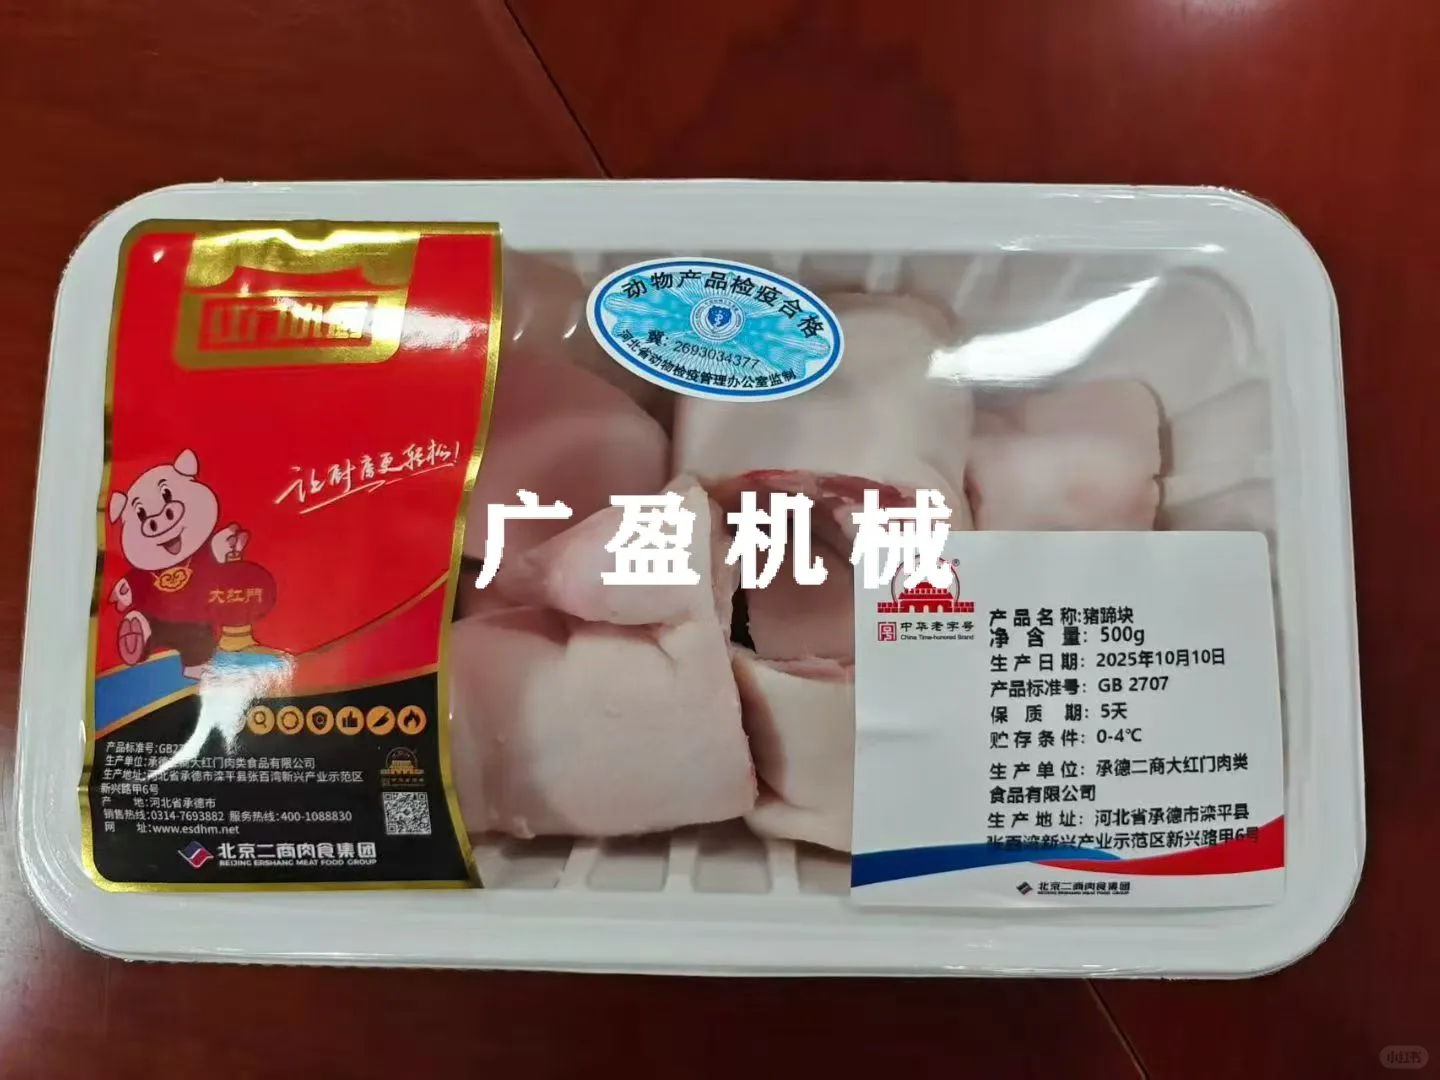 让耐度更轻松!
大红門
产品标准号:GB2
生产单位:承德二商大红门肉类食品有限公司
生产地址:河北省承德市滦平县张百湾新兴产业示范区
新兴路甲6号
产 地:河北省承德市
销售热线:0314-7693882 服务热线:400-1088830
网 址:www.esdhm.net
北京二商肉食集团
BEIJING ERSHANG MEAT FOOD GROUP
动物产品检疫合格
冀: 2693034377
河北省动物检疫管理办公室监制
广盈机械
中华老字号
China Time-honored Brand
产品名称:猪蹄块
净含量: 500g
生产日期: 2025年10月10日
产品标准号: GB 2707
保质期: 5天
贮存条件: 0-4℃
生产单位: 承德二商大红门肉类
食品有限公司
生产地址: 河北省承德市滦平县
张百湾新兴产业示范区新兴路甲6号
北京二商肉食集团
BEIJING ERSHANG MEAT FOOD GROUP
小红书